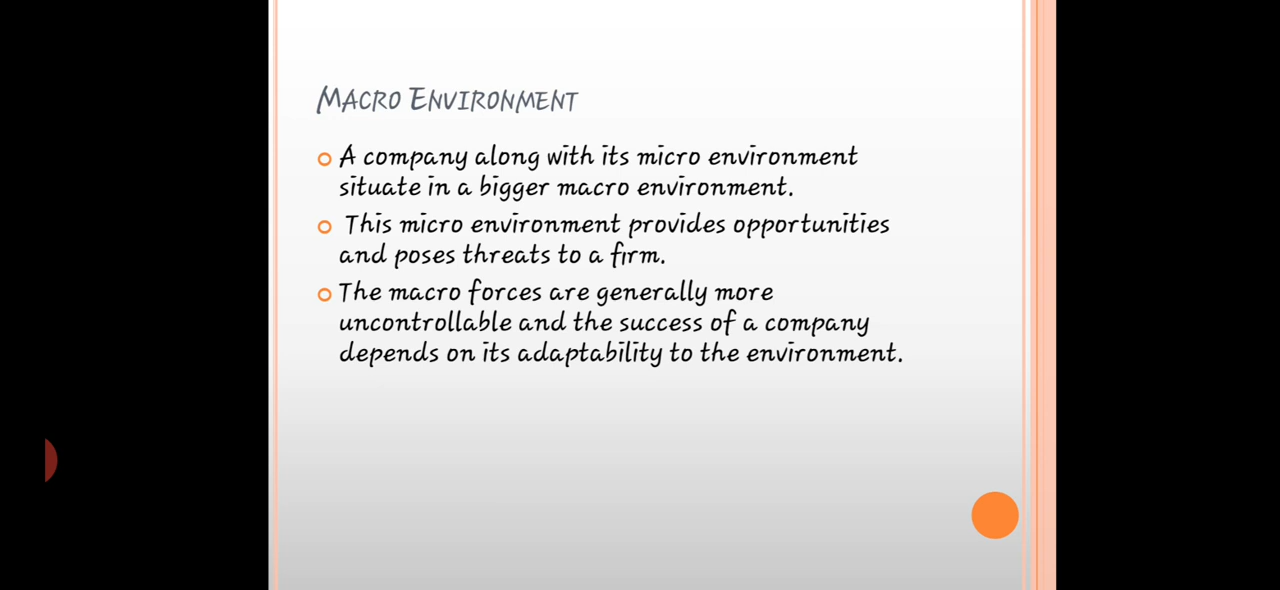 MACRO ENVIRONMENT
A company along with its micro environment
situate in a bigger macro environment.
This micro environment provides opportunities
and poses threats to a firm.
The macro forces are generally more
uncontrollable and the success of a company
depends on its adaptability to the environment.